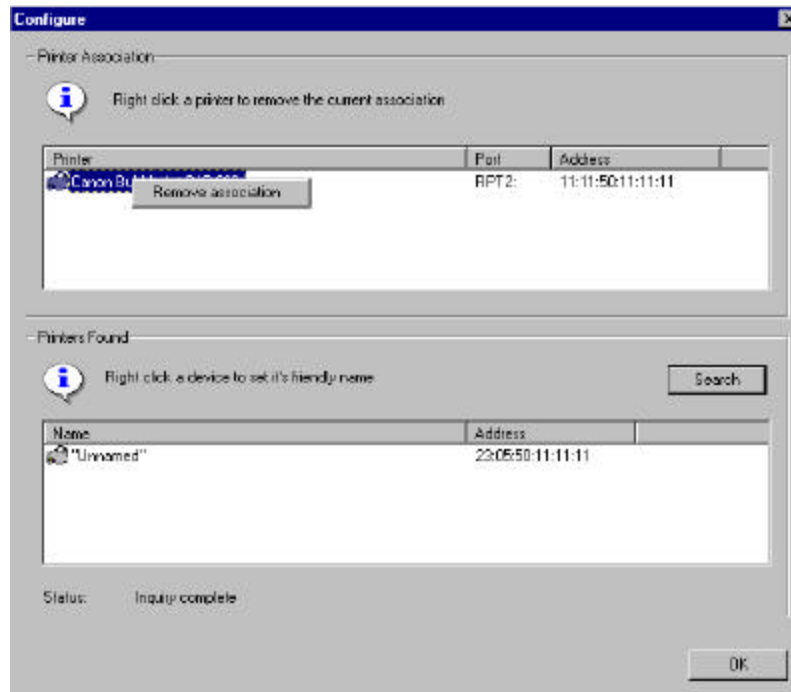 Configure
Printer Association
Right click a printer to remove the current association
Printer Port Address
Canon RPT2: 11:11:50:11:11:11
Remove association
Printers Found
Right click a device to set it's friendly name
Search
Name Address
"Unnamed" 23:05:50:11:11:11
Status: Inquiry complete
OK